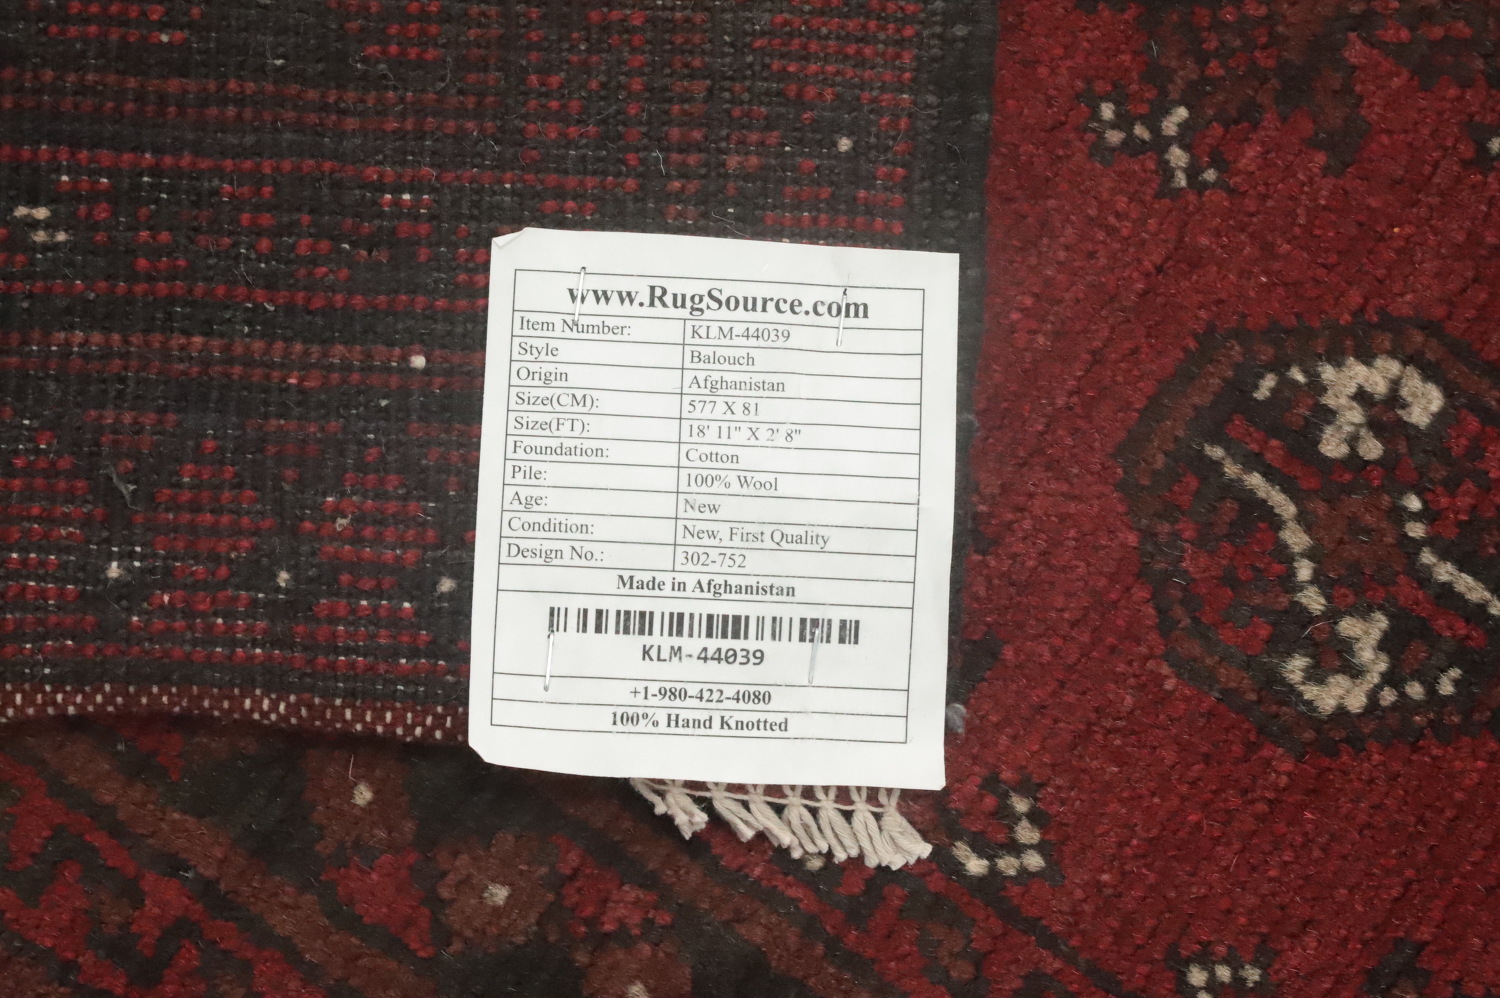 www.RugSource.com
Item Number: KLM-44039
Style Balouch
Origin Afghanistan
Size(CM): 577 X 81
Size(FT): 18' 11" X 2' 8"
Foundation: Cotton
Pile: 100% Wool
Age: New
Condition: New, First Quality
Design No.: 302-752
Made in Afghanistan
KLM-44039
+1-980-422-4080
100% Hand Knotted